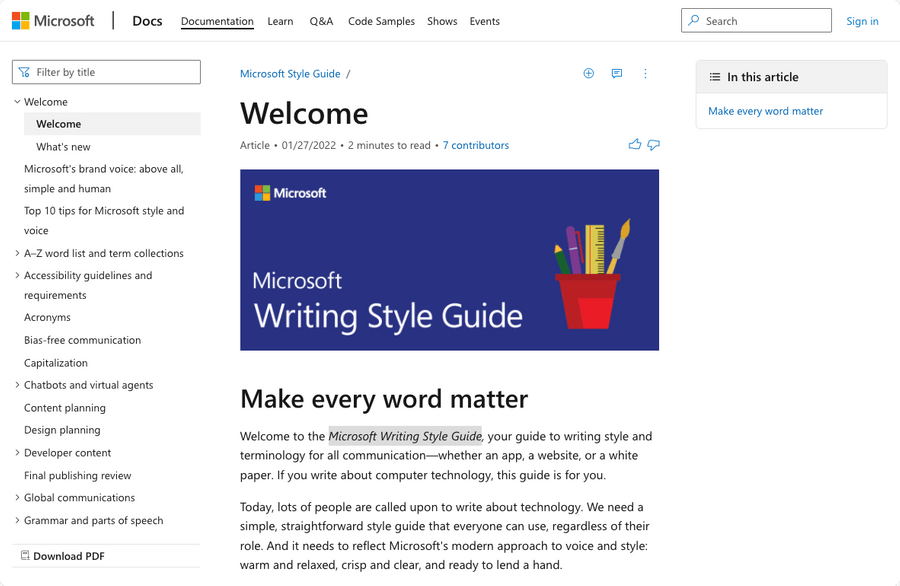 Microsoft Docs Documentation Learn Q&A Code Samples Shows Events Search Sign in
Filter by title
Welcome
Welcome
What's new
Microsoft's brand voice: above all,
simple and human
Top 10 tips for Microsoft style and
voice
A–Z word list and term collections
Accessibility guidelines and
requirements
Acronyms
Bias-free communication
Capitalization
Chatbots and virtual agents
Content planning
Design planning
Developer content
Final publishing review
Global communications
Grammar and parts of speech
Download PDF
Microsoft Style Guide /
Welcome
Article • 01/27/2022 • 2 minutes to read • 7 contributors
Microsoft
Microsoft
Writing Style Guide
Make every word matter
Welcome to the Microsoft Writing Style Guide, your guide to writing style and
terminology for all communication—whether an app, a website, or a white
paper. If you write about computer technology, this guide is for you.
Today, lots of people are called upon to write about technology. We need a
simple, straightforward style guide that everyone can use, regardless of their
role. And it needs to reflect Microsoft's modern approach to voice and style:
warm and relaxed, crisp and clear, and ready to lend a hand.
In this article
Make every word matter